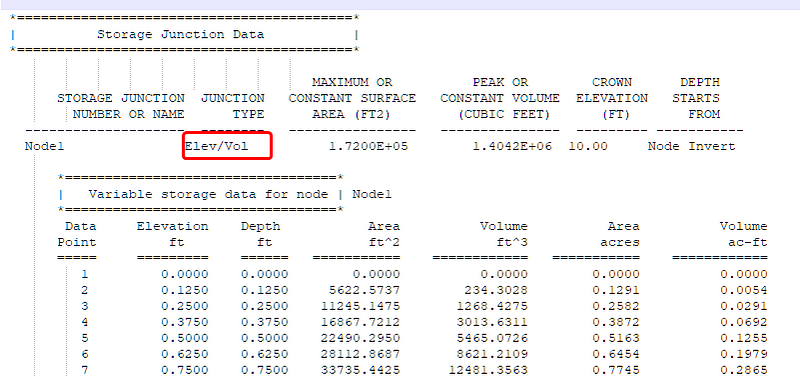 *==========================================*
| Storage Junction Data |
*==========================================*
MAXIMUM OR PEAK OR CROWN DEPTH
STORAGE JUNCTION JUNCTION CONSTANT SURFACE CONSTANT VOLUME ELEVATION STARTS
NUMBER OR NAME TYPE AREA (FT2) (CUBIC FEET) (FT) FROM
-------------------- -------- ---------------- --------------- --------- -----------
Node1 Elev/Vol 1.7200E+05 1.4042E+06 10.00 Node Invert
*==================================*
| Variable storage data for node | Node1
*==================================*
Data Elevation Depth Area Volume Area Volume
Point ft ft ft^2 ft^3 acres ac-ft
===== ========= ====== =========== ============ =========== ============
1 0.0000 0.0000 0.0000 0.0000 0.0000 0.0000
2 0.1250 0.1250 5622.5737 234.3028 0.1291 0.0054
3 0.2500 0.2500 11245.1475 1268.4275 0.2582 0.0291
4 0.3750 0.3750 16867.7212 3013.6311 0.3872 0.0692
5 0.5000 0.5000 22490.2950 5465.0726 0.5163 0.1255
6 0.6250 0.6250 28112.8687 8621.2109 0.6454 0.1979
7 0.7500 0.7500 33735.4425 12481.3563 0.7745 0.2865